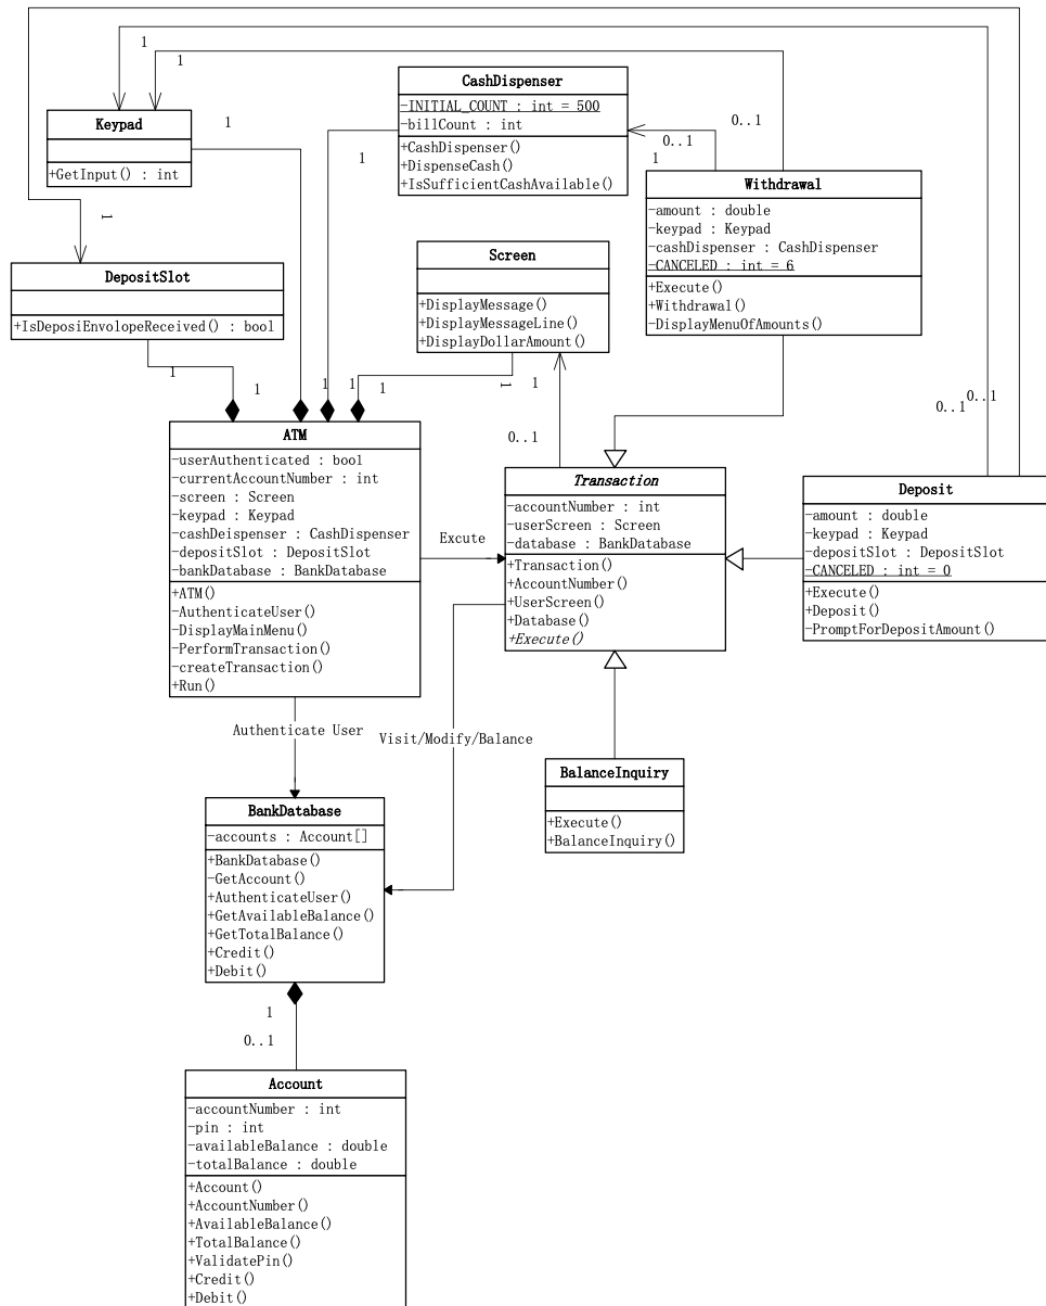 1
1
Keypad
+GetInput() : int
1
CashDispenser
-INITIAL_COUNT : int = 500
-billCount : int
+CashDispenser()
+DispenseCash()
+IsSufficientCashAvailable()
1
0..1
0..1
1
Withdrawal
-amount : double
-keypad : Keypad
-cashDispenser : CashDispenser
-CANCELED : int = 6
+Execute()
+Withdrawal()
-DisplayMenuOfAmounts()
1
DepositSlot
+IsDeposiEnvolopeReceived() : bool
Screen
+DisplayMessage()
+DisplayMessageLine()
+DisplayDollarAmount()
1
1
1
1
1
1
1
0..1
0..1
0..1
ATM
-userAuthenticated : bool
-currentAccountNumber : int
-screen : Screen
-keypad : Keypad
-cashDeispenser : CashDispenser
-depositSlot : DepositSlot
-bankDatabase : BankDatabase
+ATM()
-AuthenticateUser()
-DisplayMainMenu()
-PerformTransaction()
-createTransaction()
+Run()
Excute
Transaction
-accountNumber : int
-userScreen : Screen
-database : BankDatabase
+Transaction()
+AccountNumber()
+UserScreen()
+Database()
+Execute()
Deposit
-amount : double
-keypad : Keypad
-depositSlot : DepositSlot
-CANCELED : int = 0
+Execute()
+Deposit()
-PromptForDepositAmount()
Authenticate User
Visit/Modify/Balance
BalanceInquiry
+Execute()
+BalanceInquiry()
BankDatabase
-accounts : Account[]
+BankDatabase()
-GetAccount()
+AuthenticateUser()
+GetAvailableBalance()
+GetTotalBalance()
+Credit()
+Debit()
1
0..1
Account
-accountNumber : int
-pin : int
-availableBalance : double
-totalBalance : double
+Account()
+AccountNumber()
+AvailableBalance()
+TotalBalance()
+ValidatePin()
+Credit()
+Debit()